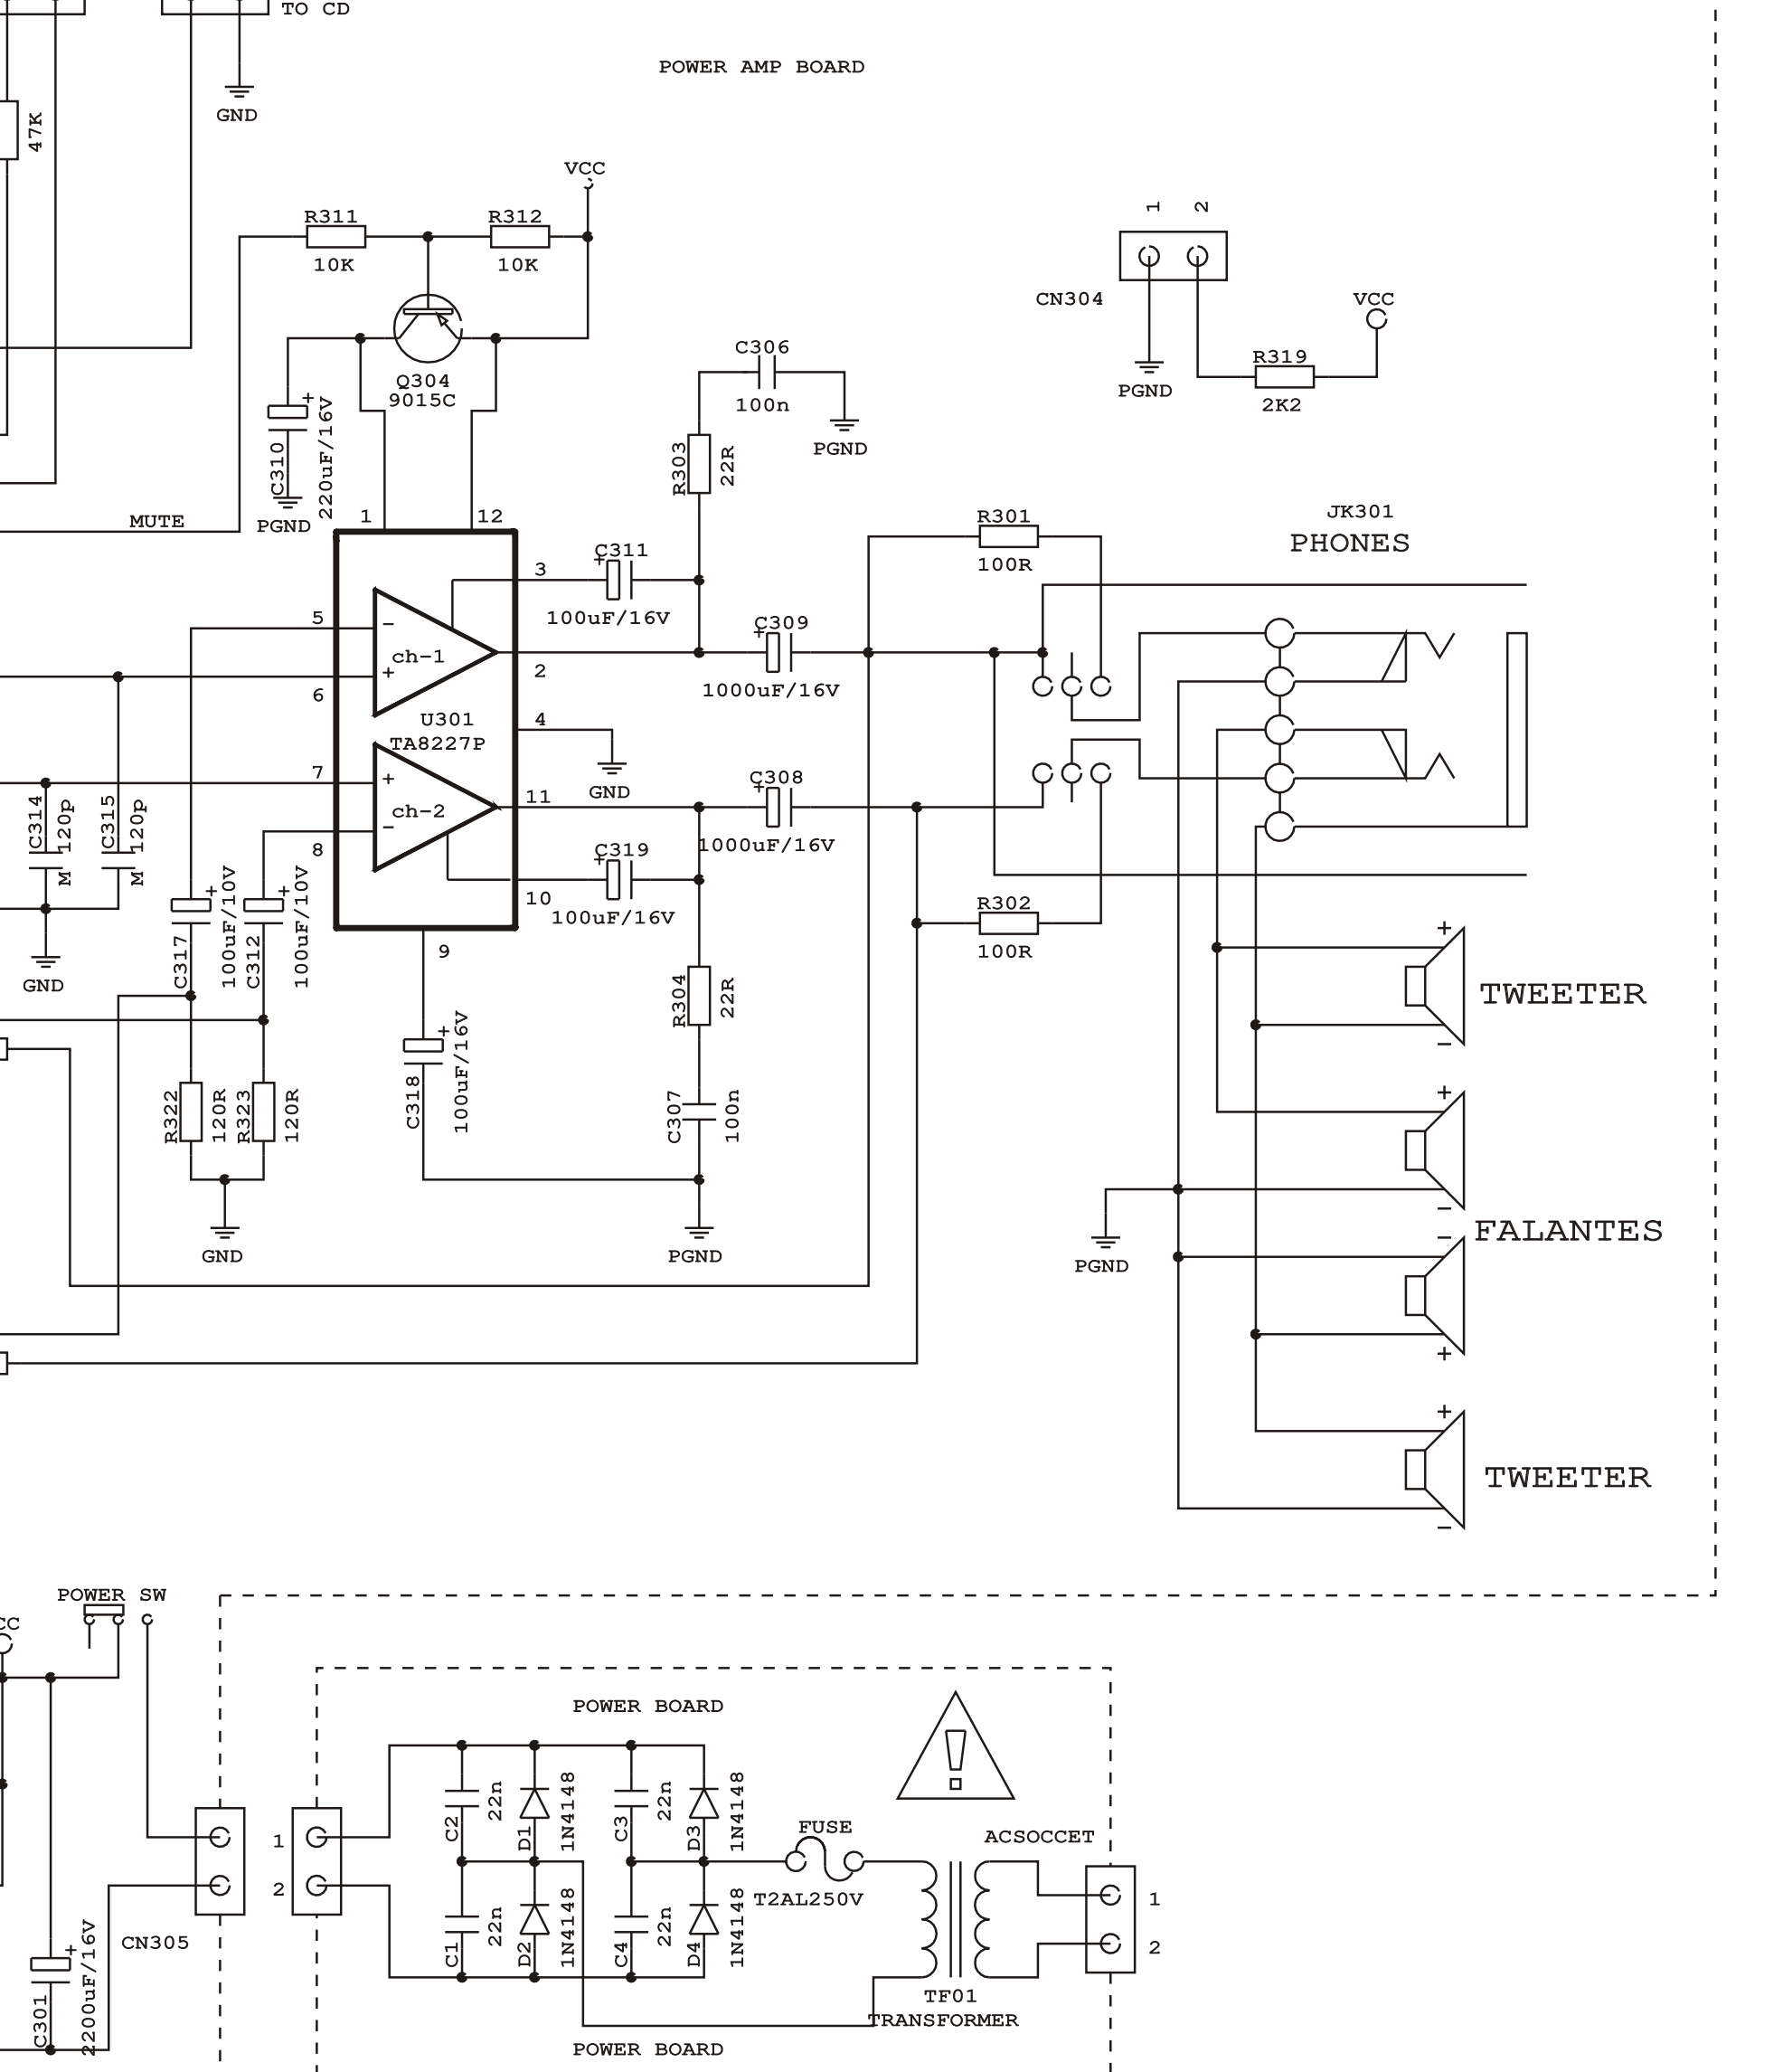 TO CD
POWER AMP BOARD
GND
47K
VCC
R311
R312
10K
10K
1
2
CN304
VCC
PGND
R319
2K2
Q304
9015C
C306
100n
PGND
C310
220uF/16V
PGND
R303
22R
MUTE
1
12
JK301
PHONES
R301
100R
C311
+
100uF/16V
3
5
6
ch-1
-
+
2
C309
+
1000uF/16V
U301
TA8227P
4
GND
7
8
+
-
ch-2
11
C308
+
1000uF/16V
C319
+
100uF/16V
10
9
C314
120p
M
C315
120p
M
GND
C317
+
100uF/10V
C312
+
100uF/10V
R302
100R
R304
22R
C318
+
100uF/16V
C307
100n
R322
120R
R323
120R
GND
PGND
PGND
+
TWEETER
-
+
-
FALANTES
-
+
+
TWEETER
-
POWER SW
CC
POWER BOARD
C2
22n
D1
1N4148
C3
22n
D3
1N4148
FUSE
T2AL250V
ACSOCCET
1
2
1
2
CN305
C1
22n
D2
1N4148
C4
22n
D4
1N4148
C301
+
2200uF/16V
TF01
TRANSFORMER
POWER BOARD